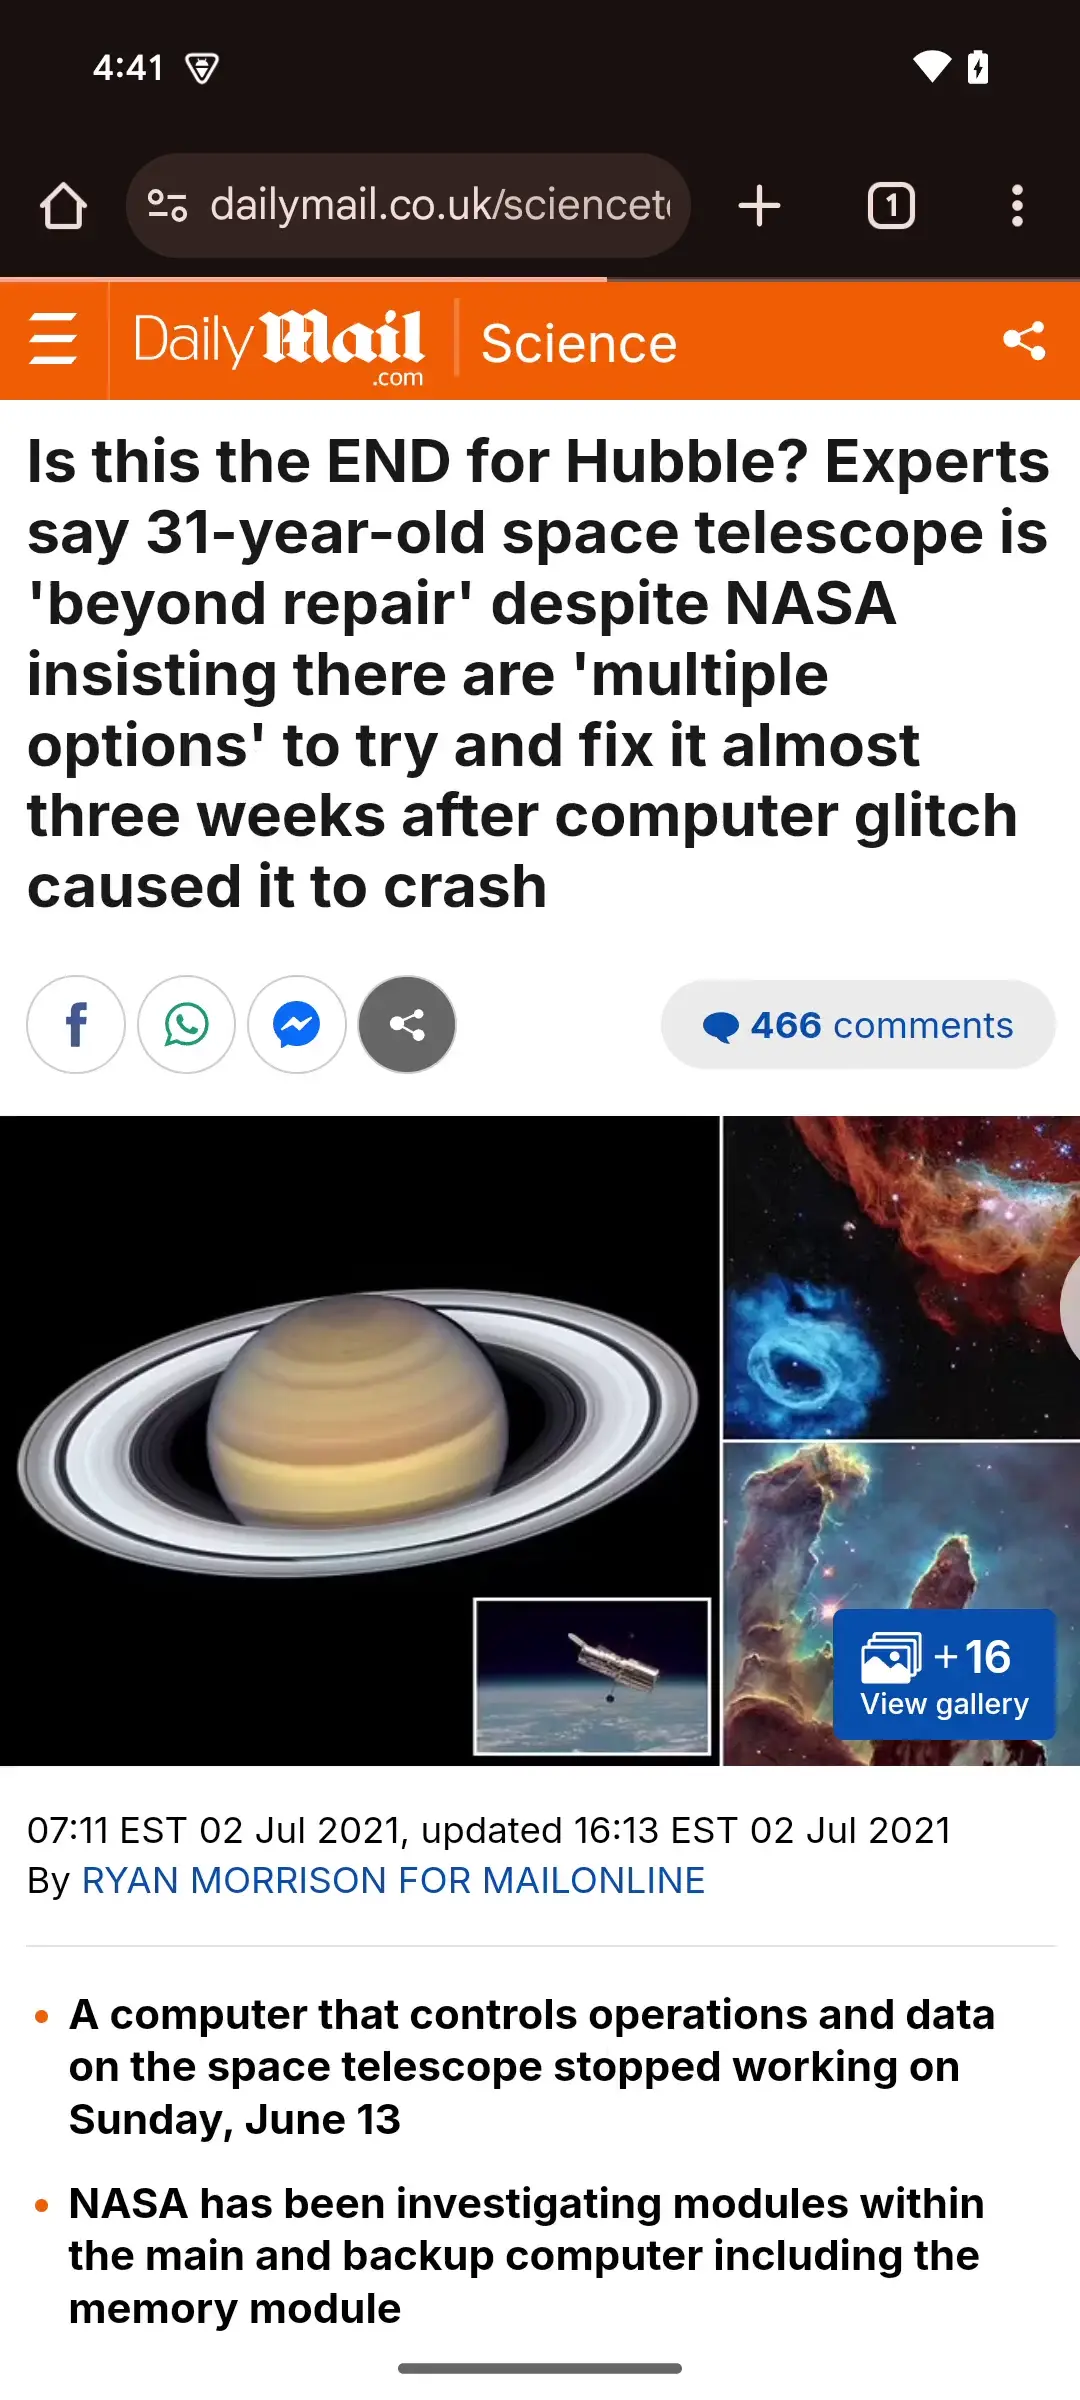 4:41
dailymail.co.uk/sciencet
1
Daily Mail
.com
Science
Is this the END for Hubble? Experts
say 31-year-old space telescope is
'beyond repair' despite NASA
insisting there are 'multiple
options' to try and fix it almost
three weeks after computer glitch
caused it to crash
466 comments
+16
View gallery
07:11 EST 02 Jul 2021, updated 16:13 EST 02 Jul 2021
By RYAN MORRISON FOR MAILONLINE
• A computer that controls operations and data
on the space telescope stopped working on
Sunday, June 13
• NASA has been investigating modules within
the main and backup computer including the
memory module